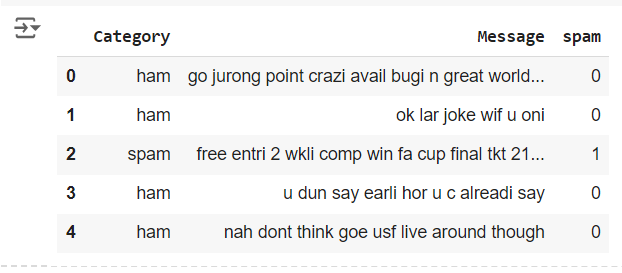 Category Message spam
0 ham go jurong point crazi avail bugi n great world... 0
1 ham ok lar joke wif u oni 0
2 spam free entri 2 wkli comp win fa cup final tkt 21... 1
3 ham u dun say earli hor u c alreadi say 0
4 ham nah dont think goe usf live around though 0